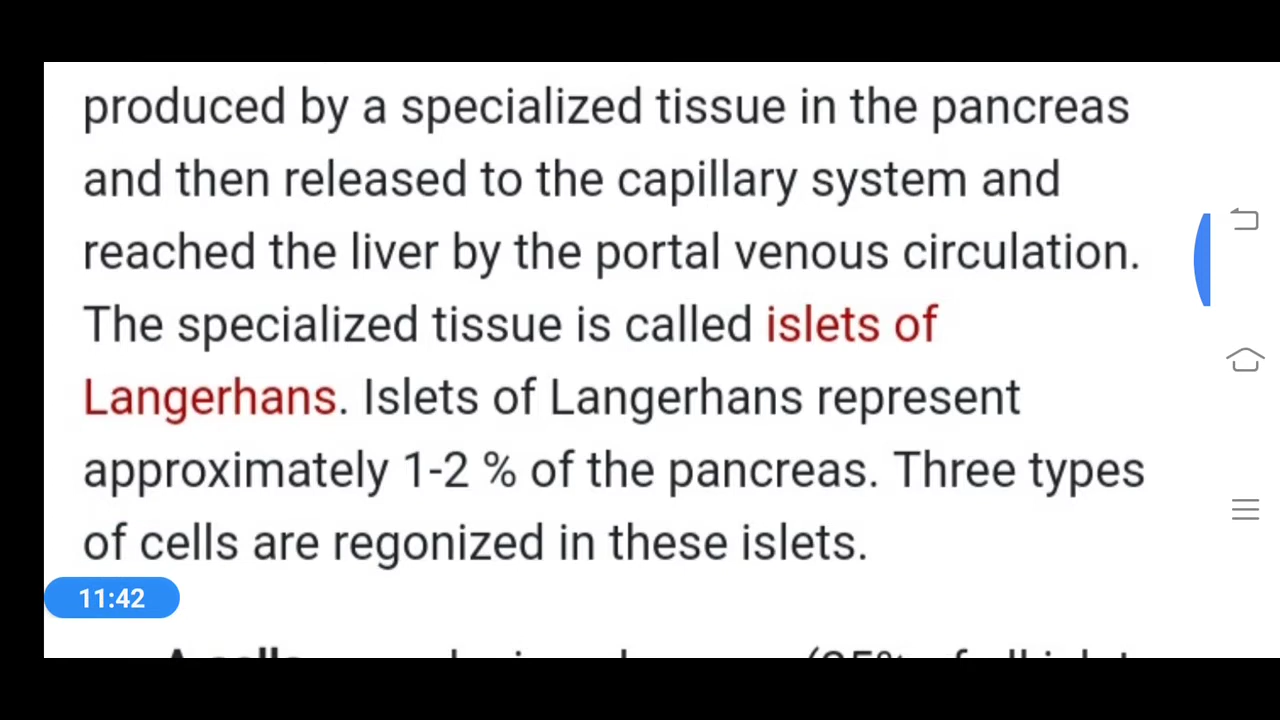 produced by a specialized tissue in the pancreas
and then released to the capillary system and
reached the liver by the portal venous circulation.
The specialized tissue is called islets of
Langerhans. Islets of Langerhans represent
approximately 1-2 % of the pancreas. Three types
of cells are regonized in these islets.
11:42